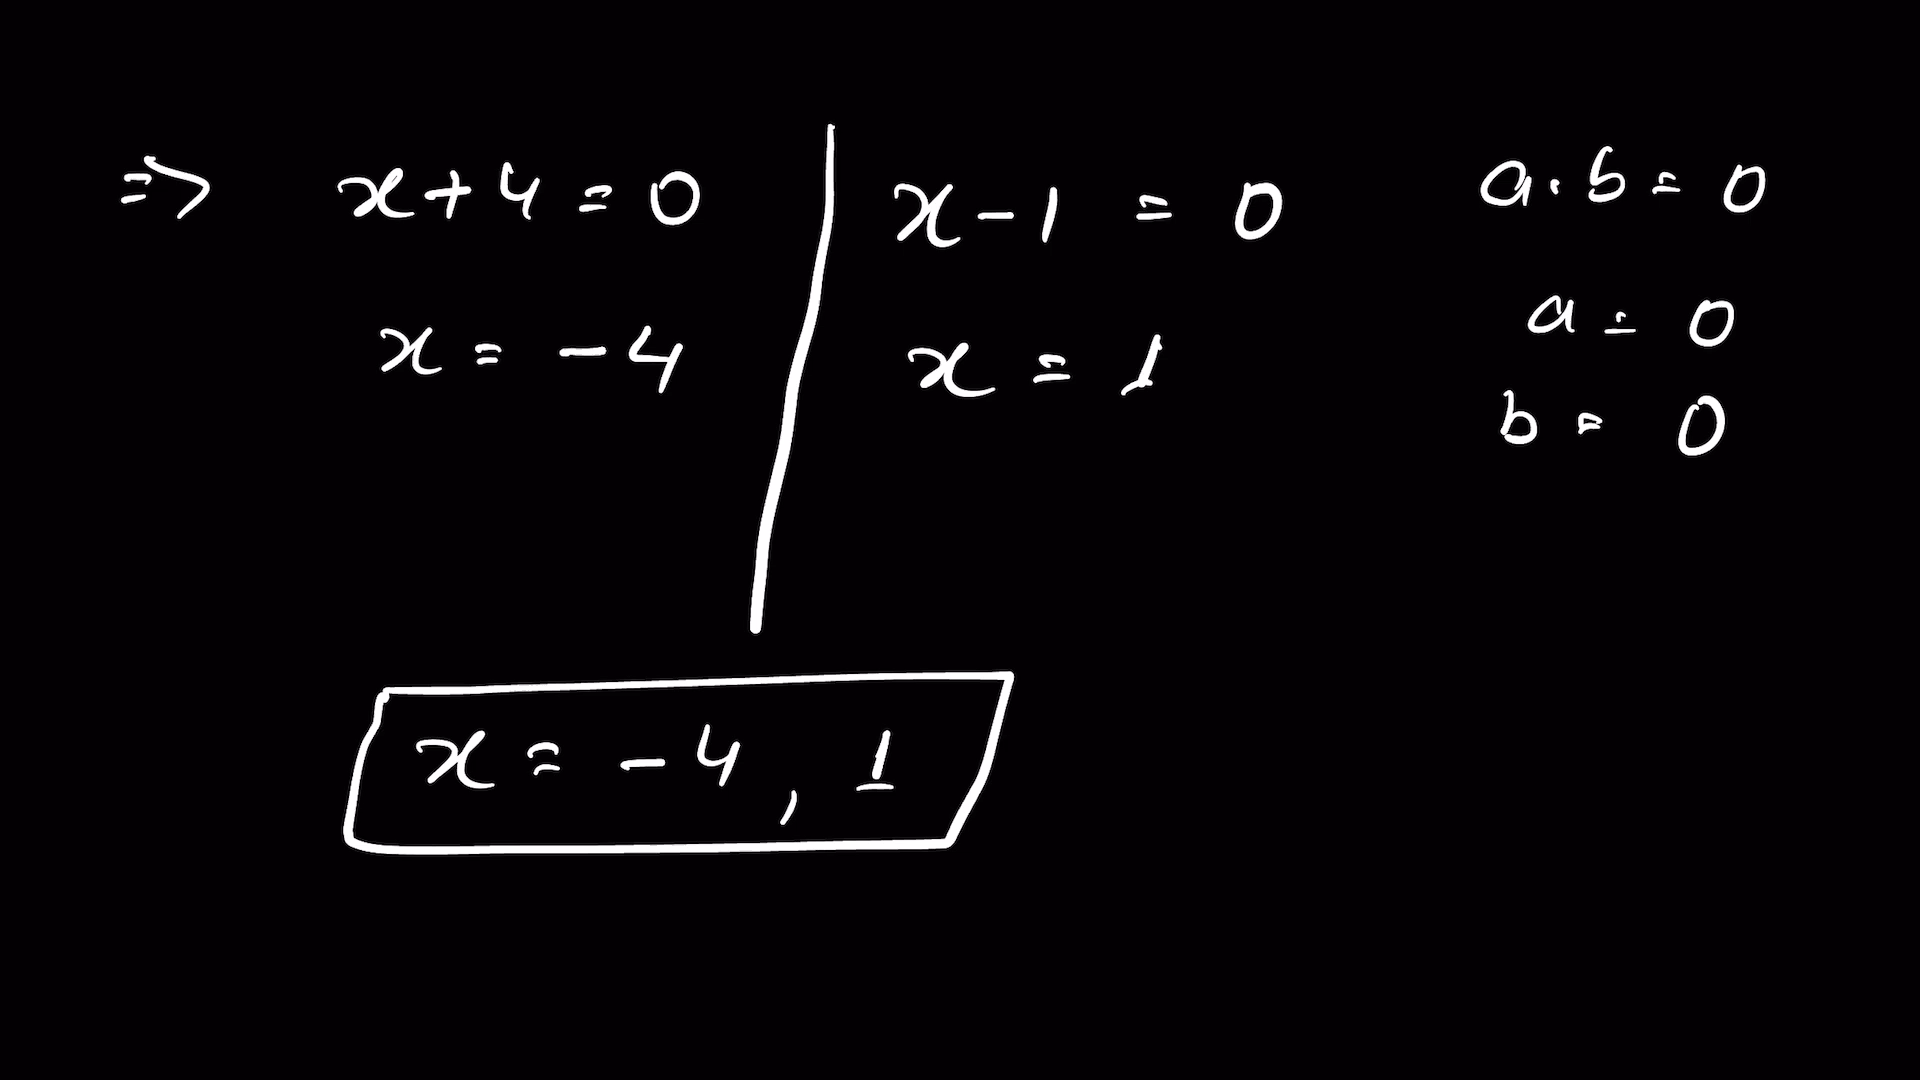 ⇒ x+4=0
x = -4
x-1 = 0
x = 1
a·b = 0
a = 0
b = 0
x = -4, 1